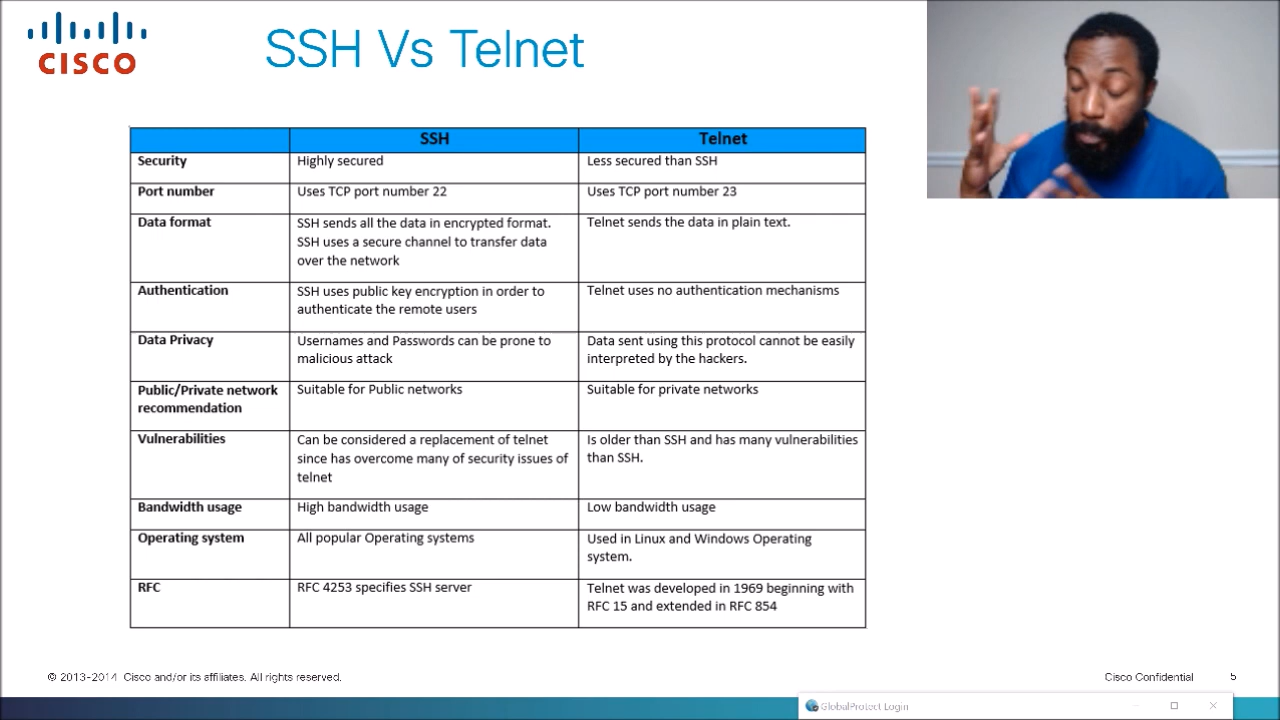 CISCO
SSH Vs Telnet
SSH
Telnet
Security
Highly secured
Less secured than SSH
Port number
Uses TCP port number 22
Uses TCP port number 23
Data format
SSH sends all the data in encrypted format.
SSH uses a secure channel to transfer data
over the network
Telnet sends the data in plain text.
Authentication
SSH uses public key encryption in order to
authenticate the remote users
Telnet uses no authentication mechanisms
Data Privacy
Usernames and Passwords can be prone to
malicious attack
Data sent using this protocol cannot be easily
interpreted by the hackers.
Public/Private network
recommendation
Suitable for Public networks
Suitable for private networks
Vulnerabilities
Can be considered a replacement of telnet
since has overcome many of security issues of
telnet
Is older than SSH and has many vulnerabilities
than SSH.
Bandwidth usage
High bandwidth usage
Low bandwidth usage
Operating system
All popular Operating systems
Used in Linux and Windows Operating
system.
RFC
RFC 4253 specifies SSH server
Telnet was developed in 1969 beginning with
RFC 15 and extended in RFC 854
© 2013-2014 Cisco and/or its affiliates. All rights reserved.
Cisco Confidential
5
GlobalProtect Login